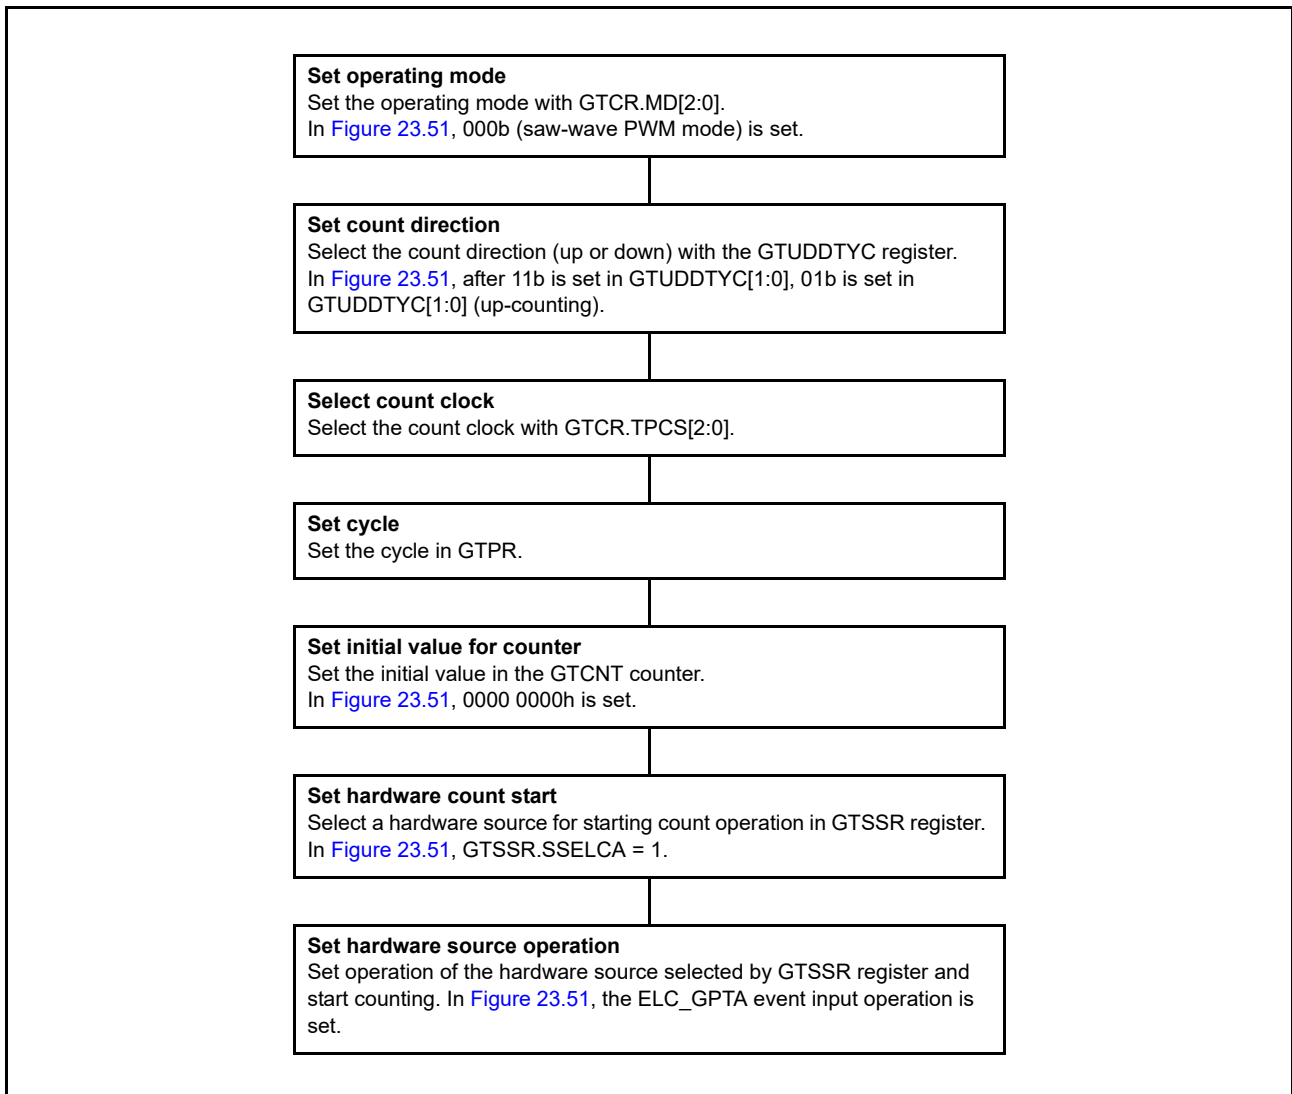 Set operating mode
Set the operating mode with GTCR.MD[2:0].
In Figure 23.51, 000b (saw-wave PWM mode) is set.
Set count direction
Select the count direction (up or down) with the GTUDDTYC register.
In Figure 23.51, after 11b is set in GTUDDTYC[1:0], 01b is set in
GTUDDTYC[1:0] (up-counting).
Select count clock
Select the count clock with GTCR.TPCS[2:0].
Set cycle
Set the cycle in GTPR.
Set initial value for counter
Set the initial value in the GTCNT counter.
In Figure 23.51, 0000 0000h is set.
Set hardware count start
Select a hardware source for starting count operation in GTSSR register.
In Figure 23.51, GTSSR.SSELCA = 1.
Set hardware source operation
Set operation of the hardware source selected by GTSSR register and
start counting. In Figure 23.51, the ELC_GPTA event input operation is
set.